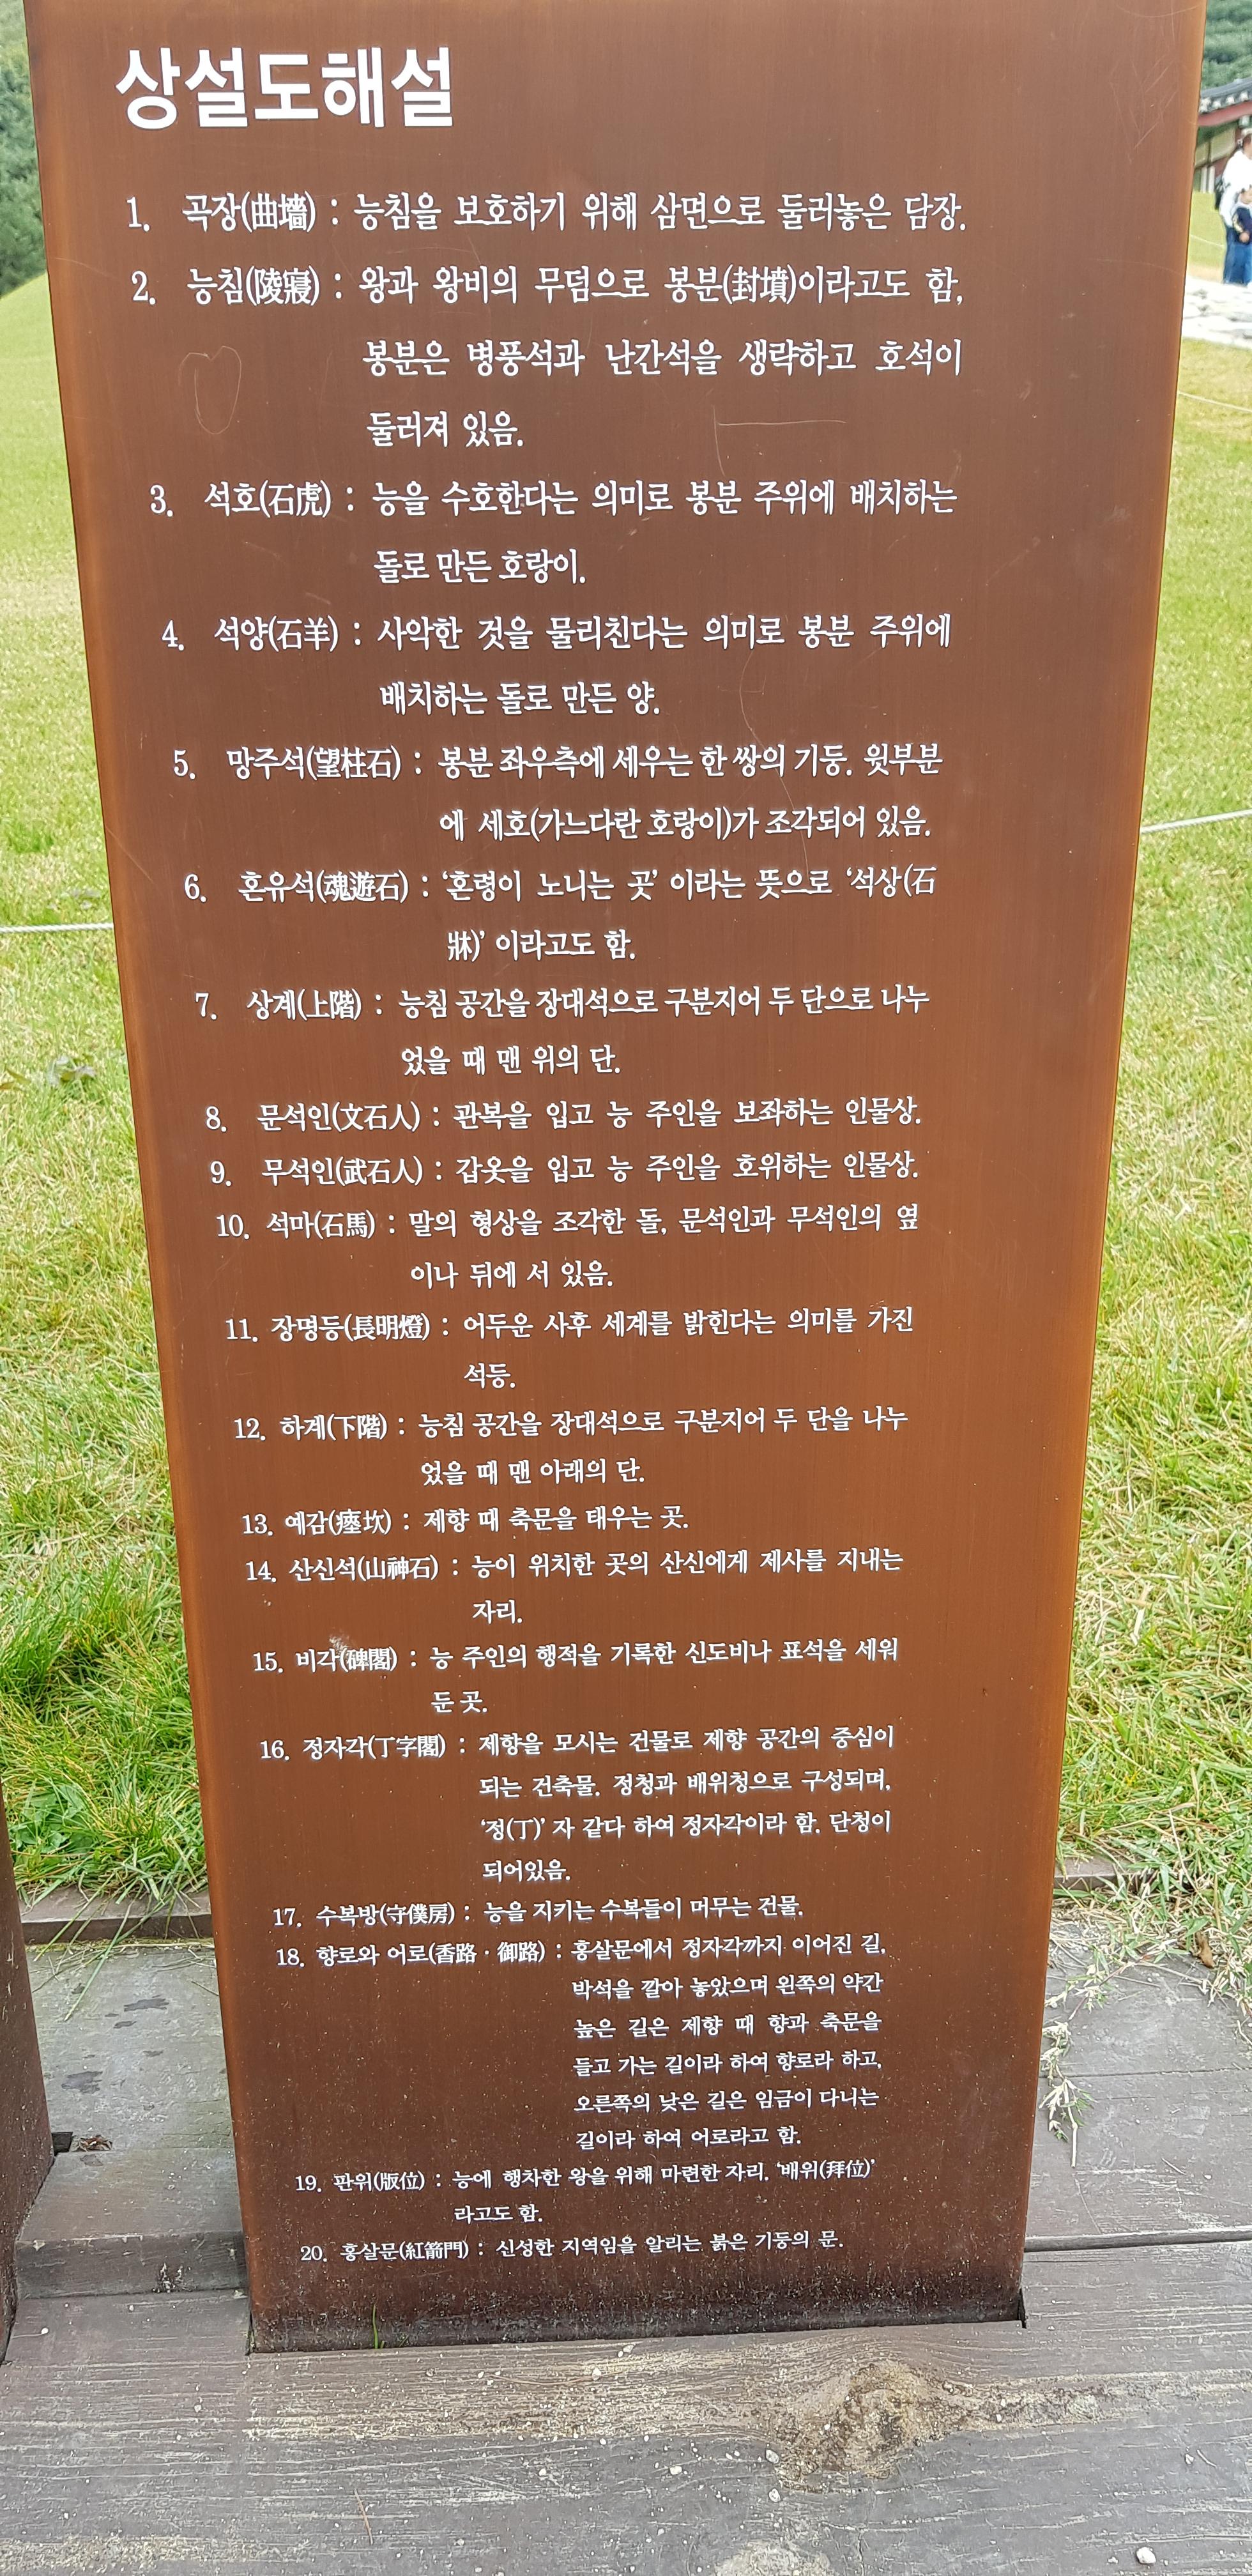 상설도해설
1. 곡장(曲墻) : 능침을 보호하기 위해 삼면으로 둘러놓은 담장.
2. 능침(陵寢) : 왕과 왕비의 무덤으로 봉분(封墳)이라고도 함,
봉분은 병풍석과 난간석을 생략하고 호석이
둘러져 있음.
3. 석호(石虎) : 능을 수호한다는 의미로 봉분 주위에 배치하는
돌로 만든 호랑이.
4. 석양(石羊) : 사악한 것을 물리친다는 의미로 봉분 주위에
배치하는 돌로 만든 양.
5. 망주석(望柱石) : 봉분 좌우측에 세우는 한 쌍의 기둥. 윗부분
에 세호(가느다란 호랑이)가 조각되어 있음.
6. 혼유석(魂遊石) : ‘혼령이 노니는 곳’ 이라는 뜻으로 ‘석상(石
牀)’ 이라고도 함.
7. 상계(上階) : 능침 공간을 장대석으로 구분지어 두 단으로 나누
었을 때 맨 위의 단.
8. 문석인(文石人) : 관복을 입고 능 주인을 보좌하는 인물상.
9. 무석인(武石人) : 갑옷을 입고 능 주인을 호위하는 인물상.
10. 석마(石馬) : 말의 형상을 조각한 돌, 문석인과 무석인의 옆
이나 뒤에 서 있음.
11. 장명등(長明燈) : 어두운 사후 세계를 밝힌다는 의미를 가진
석등.
12. 하계(下階) : 능침 공간을 장대석으로 구분지어 두 단을 나누
었을 때 맨 아래의 단.
13. 예감(瘞坎) : 제향 때 축문을 태우는 곳.
14. 산신석(山神石) : 능이 위치한 곳의 산신에게 제사를 지내는
자리.
15. 비각(碑閣) : 능 주인의 행적을 기록한 신도비나 표석을 세워
둔 곳.
16. 정자각(丁字閣) : 제향을 모시는 건물로 제향 공간의 중심이
되는 건축물. 정청과 배위청으로 구성되며,
‘정(丁)’ 자 같다 하여 정자각이라 함. 단청이
되어있음.
17. 수복방(守僕房) : 능을 지키는 수복들이 머무는 건물.
18. 향로와 어로(香路 · 御路) : 홍살문에서 정자각까지 이어진 길,
박석을 깔아 놓았으며 왼쪽의 약간
높은 길은 제향 때 향과 축문을
들고 가는 길이라 하여 향로라 하고,
오른쪽의 낮은 길은 임금이 다니는
길이라 하여 어로라고 함.
19. 판위(版位) : 능에 행차한 왕을 위해 마련한 자리. ‘배위(拜位)’
라고도 함.
20. 홍살문(紅箭門) : 신성한 지역임을 알리는 붉은 기둥의 문.